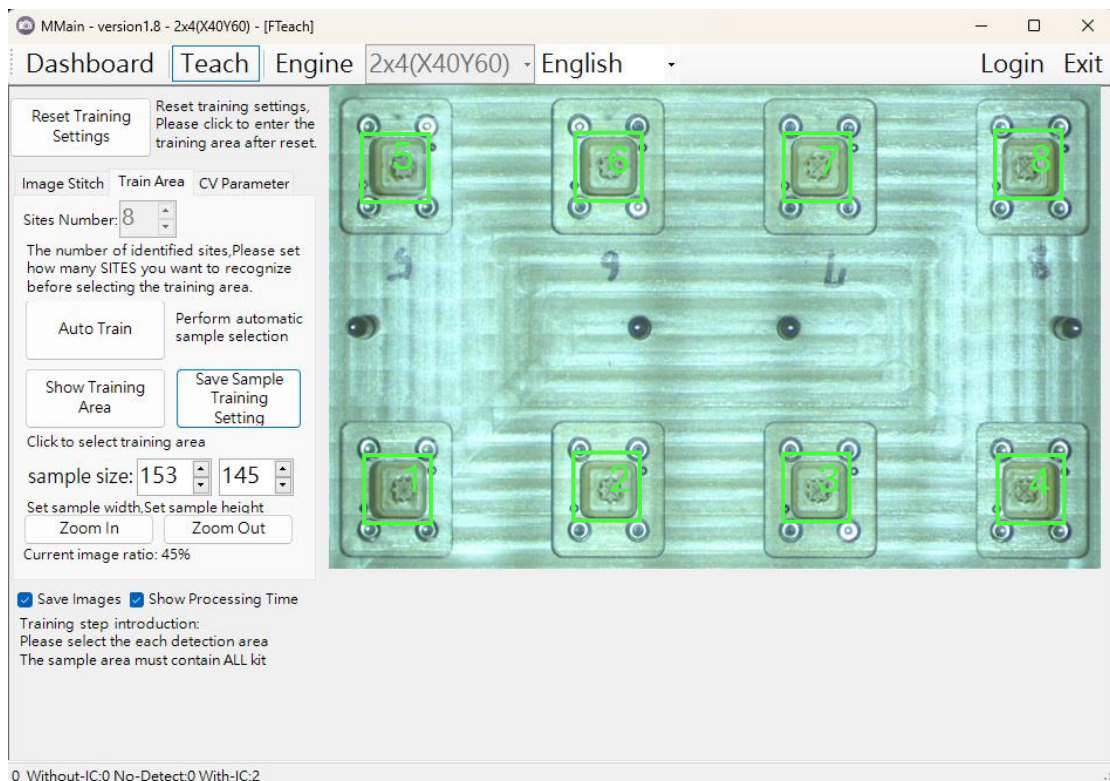 MMain - version1.8 - 2x4(X40Y60) - [FTeach]
Dashboard Teach Engine 2x4(X40Y60) English Login Exit
Reset Training
Settings
Reset training settings,
Please click to enter the
training area after reset.
Image Stitch Train Area CV Parameter
Sites Number: 8
The number of identified sites,Please set
how many SITES you want to recognize
before selecting the training area.
Auto Train
Perform automatic
sample selection
Show Training
Area
Save Sample
Training
Setting
Click to select training area
sample size: 153 145
Set sample width,Set sample height
Zoom In Zoom Out
Current image ratio: 45%
Save Images Show Processing Time
Training step introduction:
Please select the each detection area
The sample area must contain ALL kit
5 6 7 8
5 6 7 8
1 2 3 4
0 Without-IC:0 No-Detect:0 With-IC:2